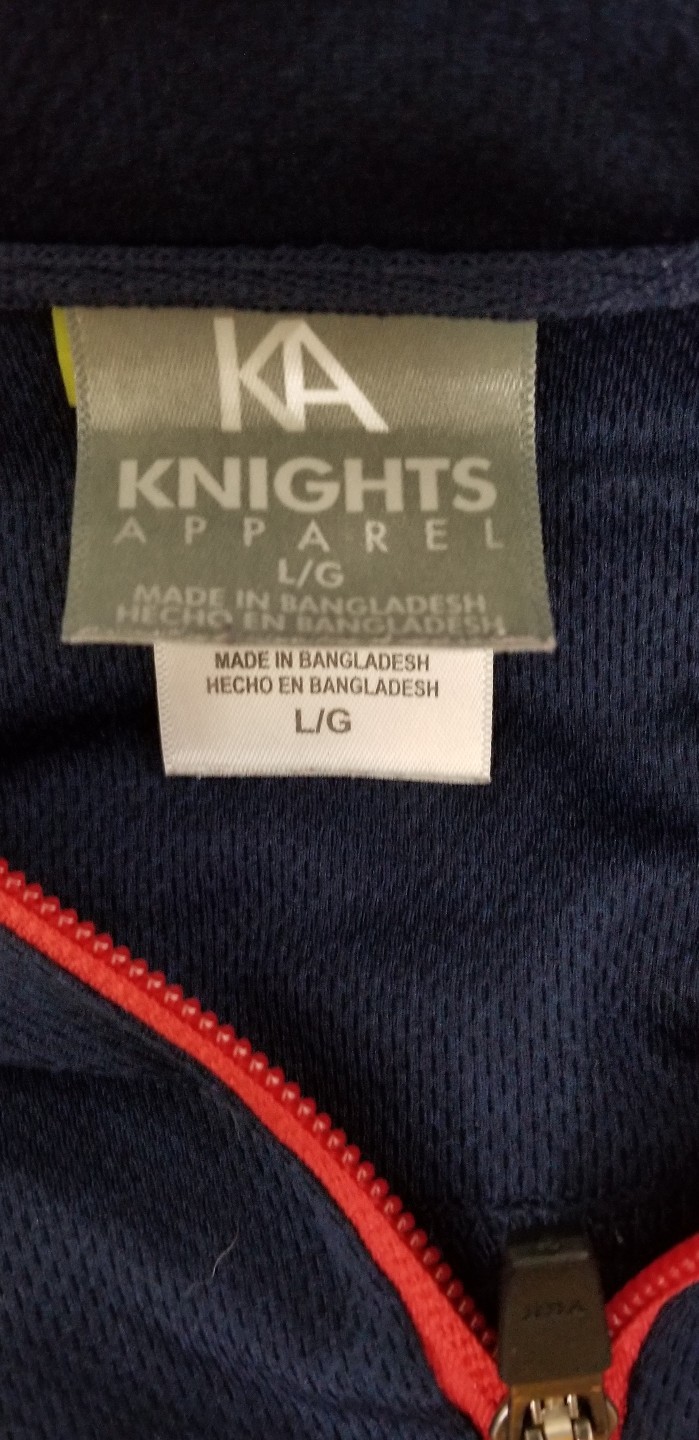 KA
KNIGHTS
APPAREL
L/G
MADE IN BANGLADESH
HECHO EN BANGLADESH
MADE IN BANGLADESH
HECHO EN BANGLADESH
L/G